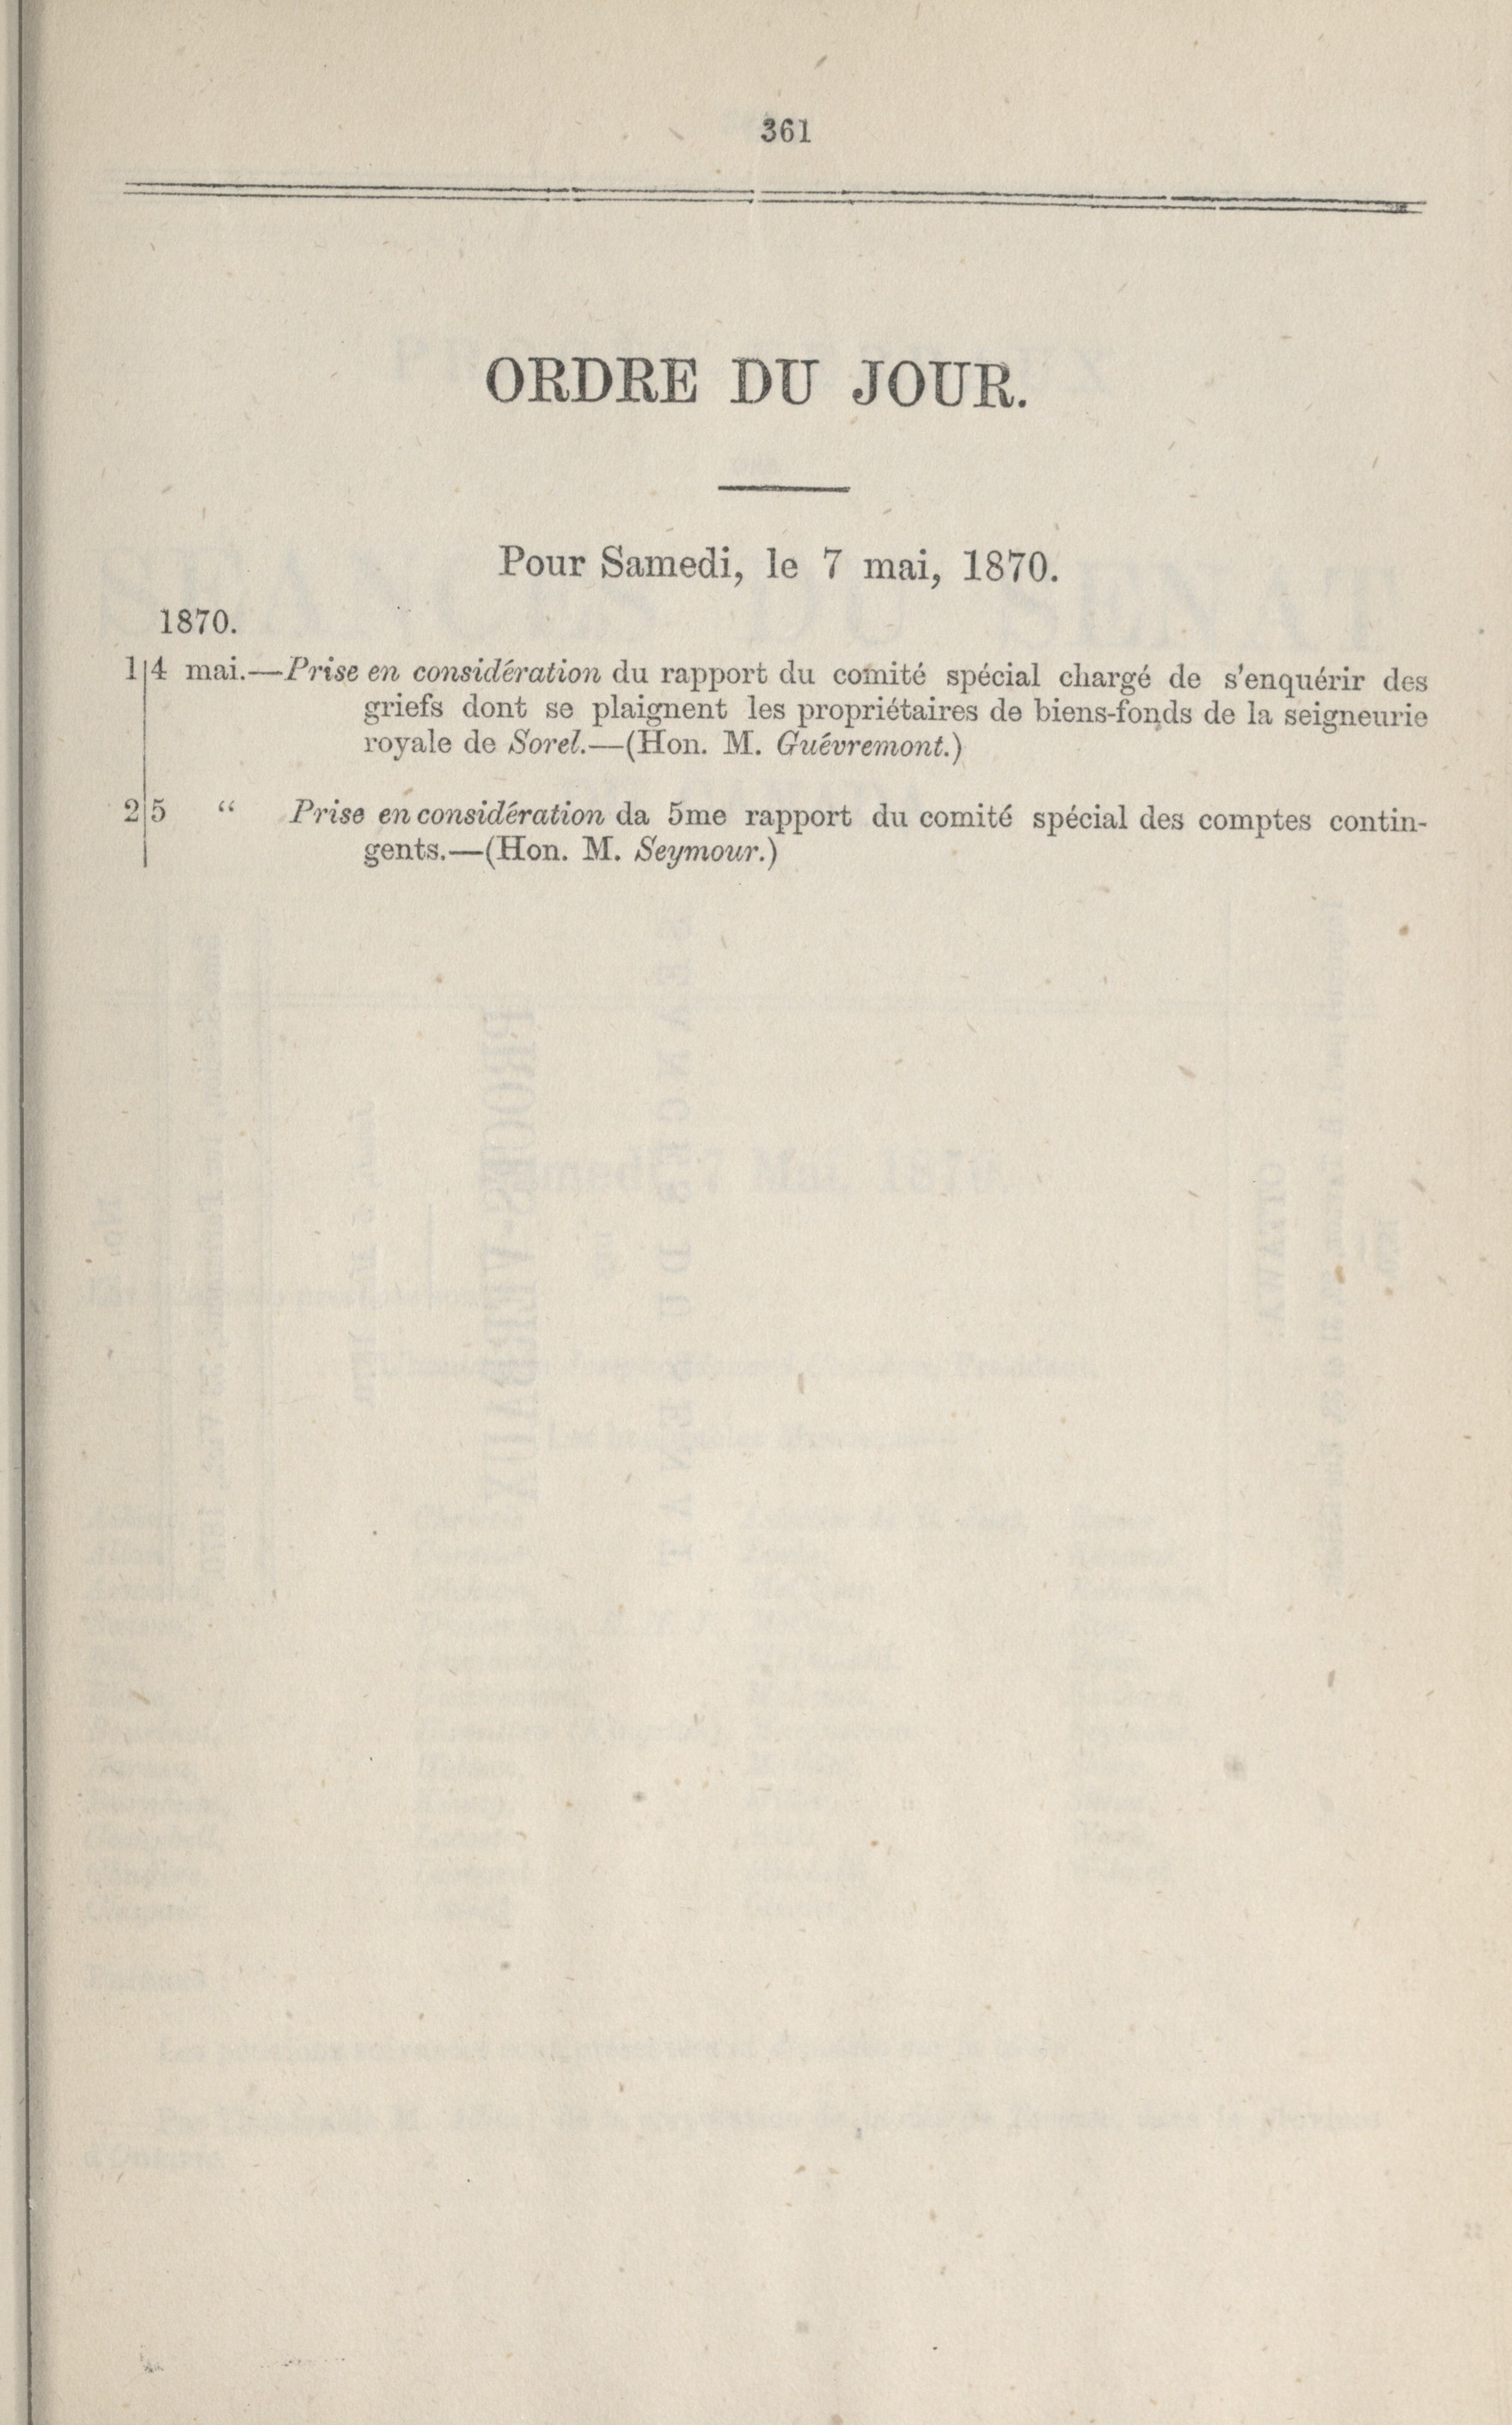 361
ORDRE DU JOUR.
Pour Samedi, le 7 mai, 1870.
1870.
1|4 mai.—Prise en considération du rapport du comité spécial chargé de s'enquérir des
griefs dont se plaignent les propriétaires de biens-fonds de la seigneurie
royale de Sorel.—(Hon. M. Guévremont.)
2|5 “ Prise en considération da 5me rapport du comité spécial des comptes contin-
gents.—(Hon. M. Seymour.)